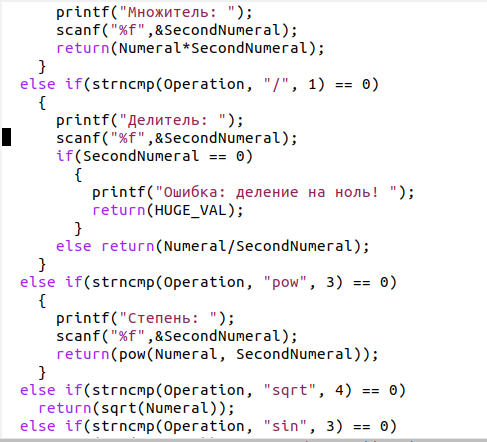 printf("Множитель: ");
scanf("%f",&SecondNumeral);
return(Numeral*SecondNumeral);
}
else if(strncmp(Operation, "/", 1) == 0)
{
printf("Делитель: ");
scanf("%f",&SecondNumeral);
if(SecondNumeral == 0)
{
printf("Ошибка: деление на ноль! ");
return(HUGE_VAL);
}
else return(Numeral/SecondNumeral);
}
else if(strncmp(Operation, "pow", 3) == 0)
{
printf("Степень: ");
scanf("%f",&SecondNumeral);
return(pow(Numeral, SecondNumeral));
}
else if(strncmp(Operation, "sqrt", 4) == 0)
return(sqrt(Numeral));
else if(strncmp(Operation, "sin", 3) == 0)